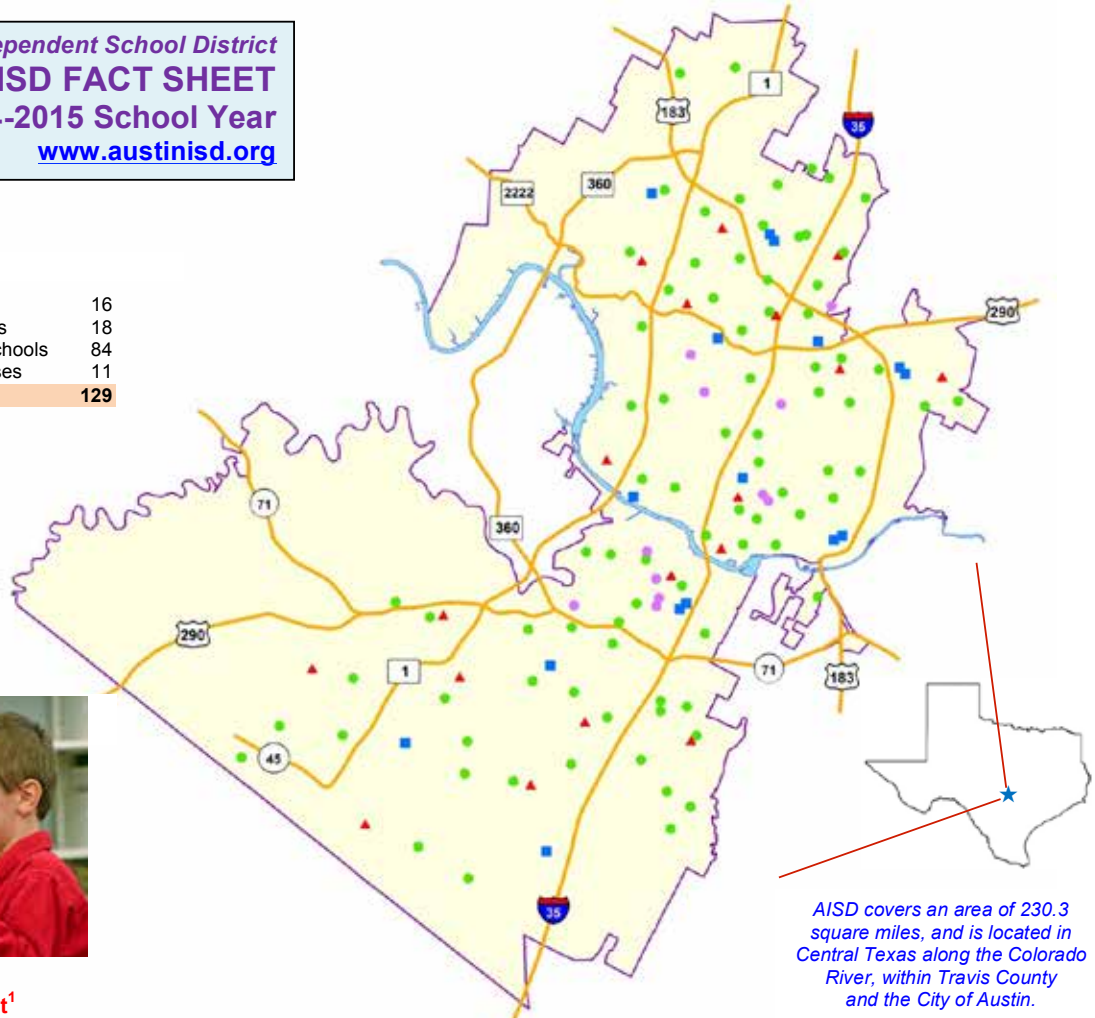 ependent School District
ISD FACT SHEET
-2015 School Year
www.austinisd.org
16
s 18
chools 84
ses 11
129
1
183
35
2222
360
290
71
360
290
1
71
183
45
35
AISD covers an area of 230.3
square miles, and is located in
Central Texas along the Colorado
River, within Travis County
and the City of Austin.
t1